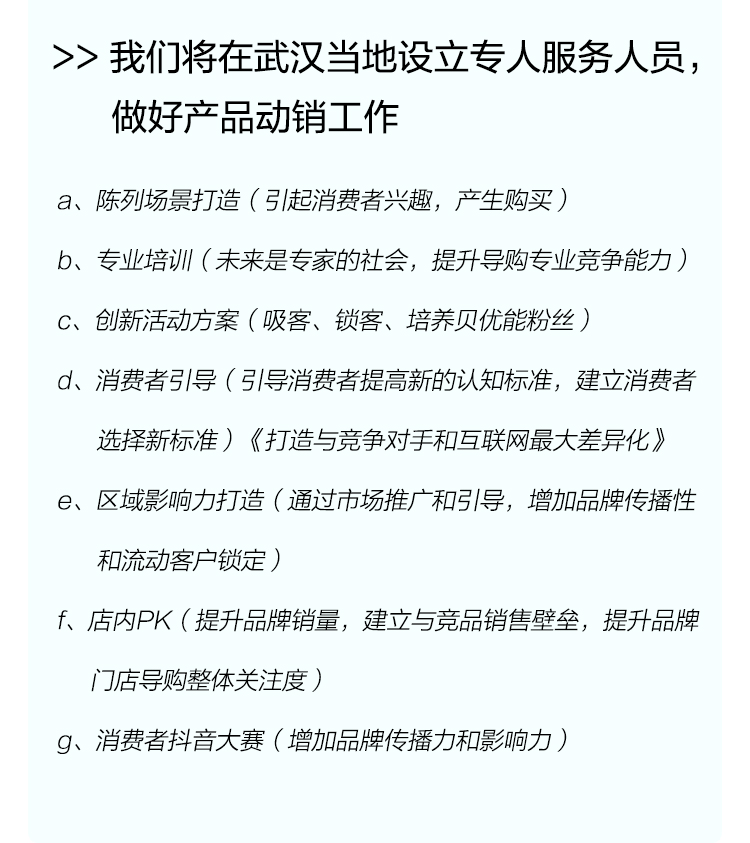 >> 我们将在武汉当地设立专人服务人员，
做好产品动销工作
a、陈列场景打造（引起消费者兴趣，产生购买）
b、专业培训（未来是专家的社会，提升导购专业竞争能力）
c、创新活动方案（吸客、锁客、培养贝优能粉丝）
d、消费者引导（引导消费者提高新的认知标准，建立消费者
选择新标准）《打造与竞争对手和互联网最大差异化》
e、区域影响力打造（通过市场推广和引导，增加品牌传播性
和流动客户锁定）
f、店内PK（提升品牌销量，建立与竞品销售壁垒，提升品牌
门店导购整体关注度）
g、消费者抖音大赛（增加品牌传播力和影响力）